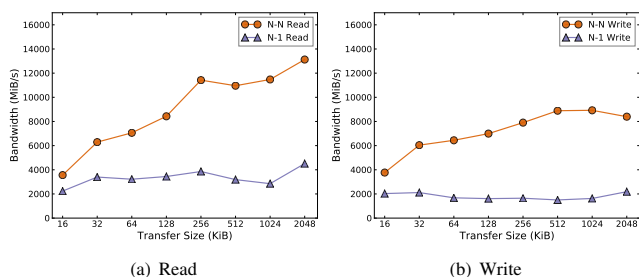 16000
14000
12000
10000
8000
6000
4000
2000
0
Bandwidth (MiB/s)
N-N Read
N-1 Read
16 32 64 128 256 512 1024 2048
Transfer Size (KiB)
(a) Read
16000
14000
12000
10000
8000
6000
4000
2000
0
Bandwidth (MiB/s)
N-N Write
N-1 Write
16 32 64 128 256 512 1024 2048
Transfer Size (KiB)
(b) Write